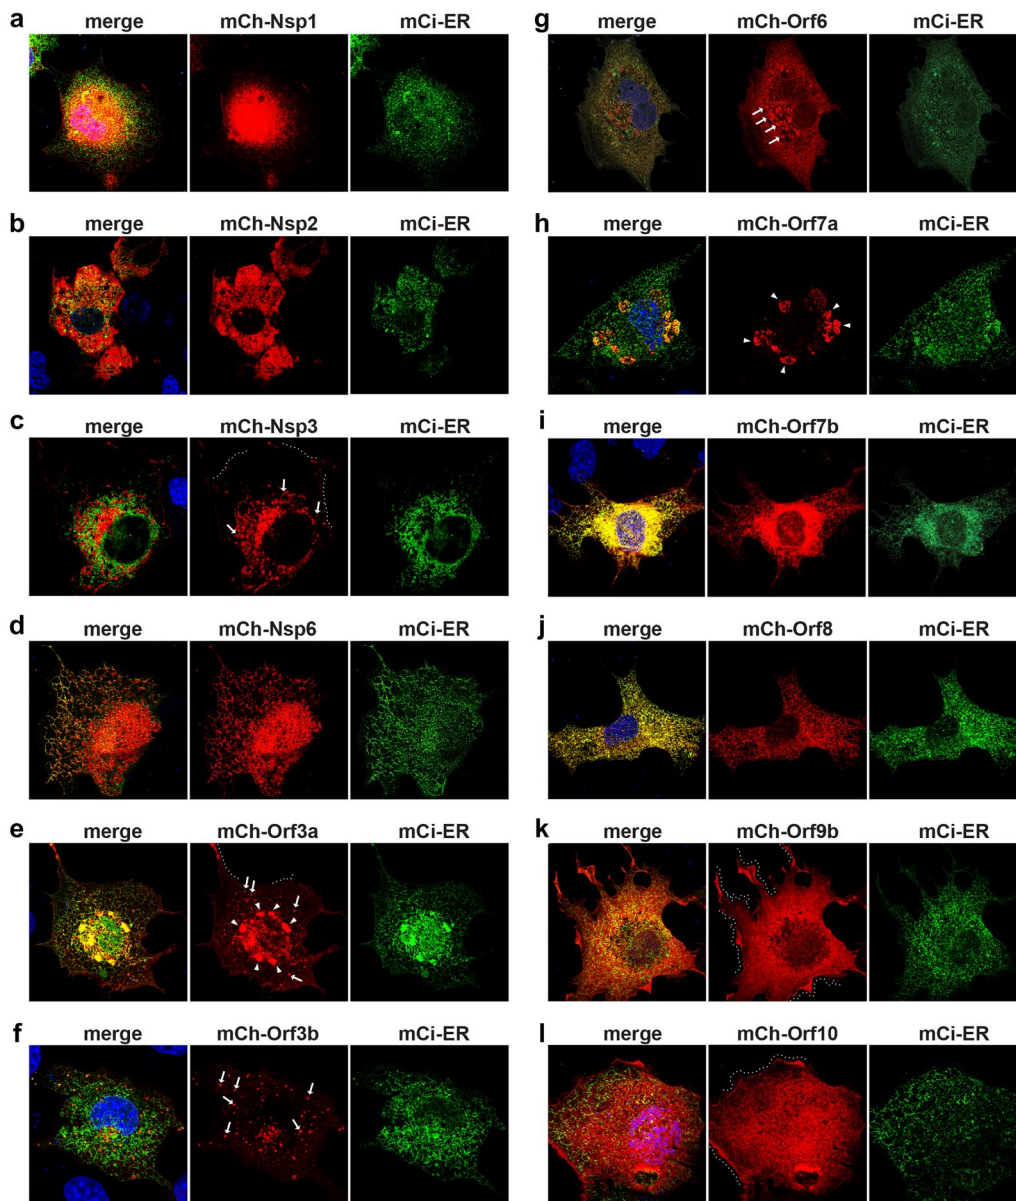 a merge mCh-Nsp1 mCi-ER
b merge mCh-Nsp2 mCi-ER
c merge mCh-Nsp3 mCi-ER
d merge mCh-Nsp6 mCi-ER
e merge mCh-Orf3a mCi-ER
f merge mCh-Orf3b mCi-ER
g merge mCh-Orf6 mCi-ER
h merge mCh-Orf7a mCi-ER
i merge mCh-Orf7b mCi-ER
j merge mCh-Orf8 mCi-ER
k merge mCh-Orf9b mCi-ER
l merge mCh-Orf10 mCi-ER